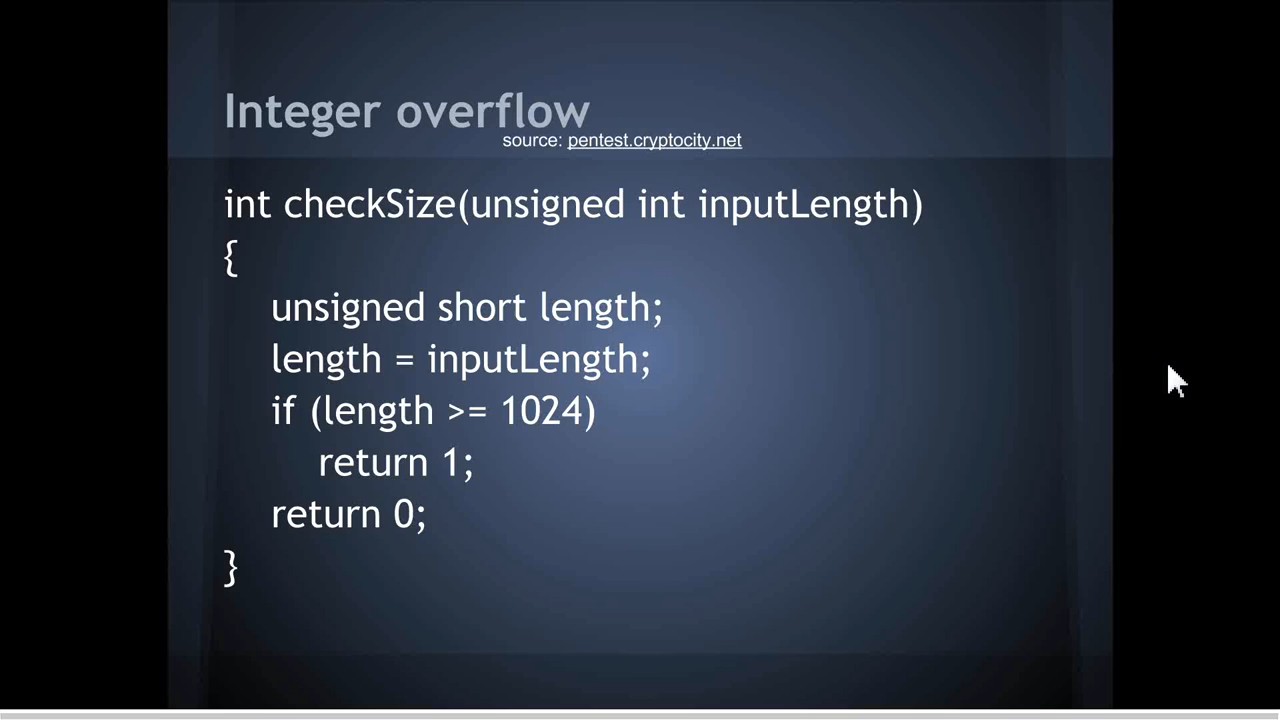 Integer overflow
source: pentest.cryptocity.net
int checkSize(unsigned int inputLength)
{
unsigned short length;
length = inputLength;
if (length >= 1024)
return 1;
return 0;
}